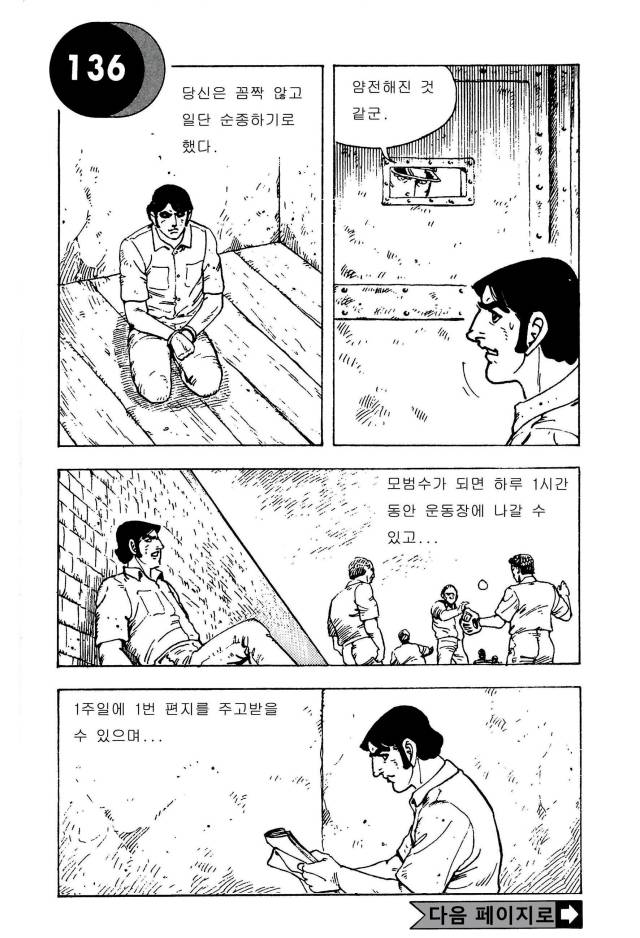 136
당신은 꼼짝 않고
일단 순종하기로
했다.
얌전해진 것
같군.
모범수가 되면 하루 1시간
동안 운동장에 나갈 수
있고...
1주일에 1번 편지를 주고받을
수 있으며...
다음 페이지로